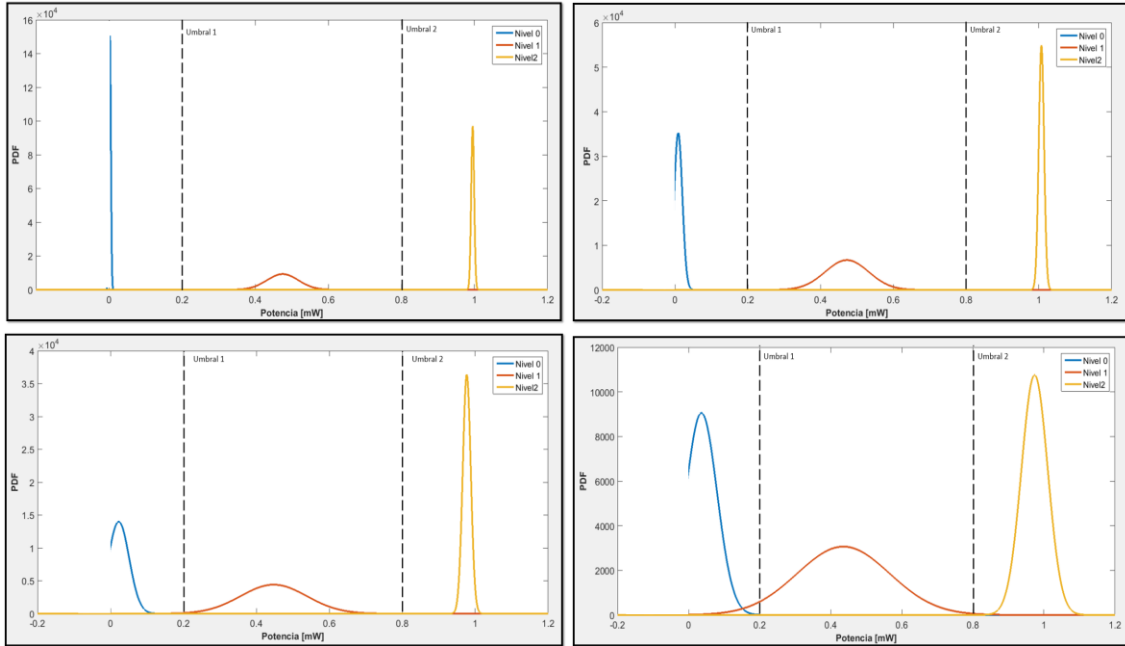 ×10⁴
16
14
12
10
8
6
4
2
0
PDF
Umbral 1
Umbral 2
Nivel 0
Nivel 1
Nivel2
0 0.2 0.4 0.6 0.8 1 1.2
Potencia [mW]
×10⁴
6
5
4
3
2
1
0
PDF
Umbral 1
Umbral 2
Nivel 0
Nivel 1
Nivel2
-0.2 0 0.2 0.4 0.6 0.8 1 1.2
Potencia [mW]
×10⁴
4
3.5
3
2.5
2
1.5
1
0.5
0
PDF
Umbral 1
Umbral 2
Nivel 0
Nivel 1
Nivel2
-0.2 0 0.2 0.4 0.6 0.8 1 1.2
Potencia [mW]
12000
10000
8000
6000
4000
2000
0
PDF
Umbral 1
Umbral 2
Nivel 0
Nivel 1
Nivel2
-0.2 0 0.2 0.4 0.6 0.8 1 1.2
Potencia [mW]